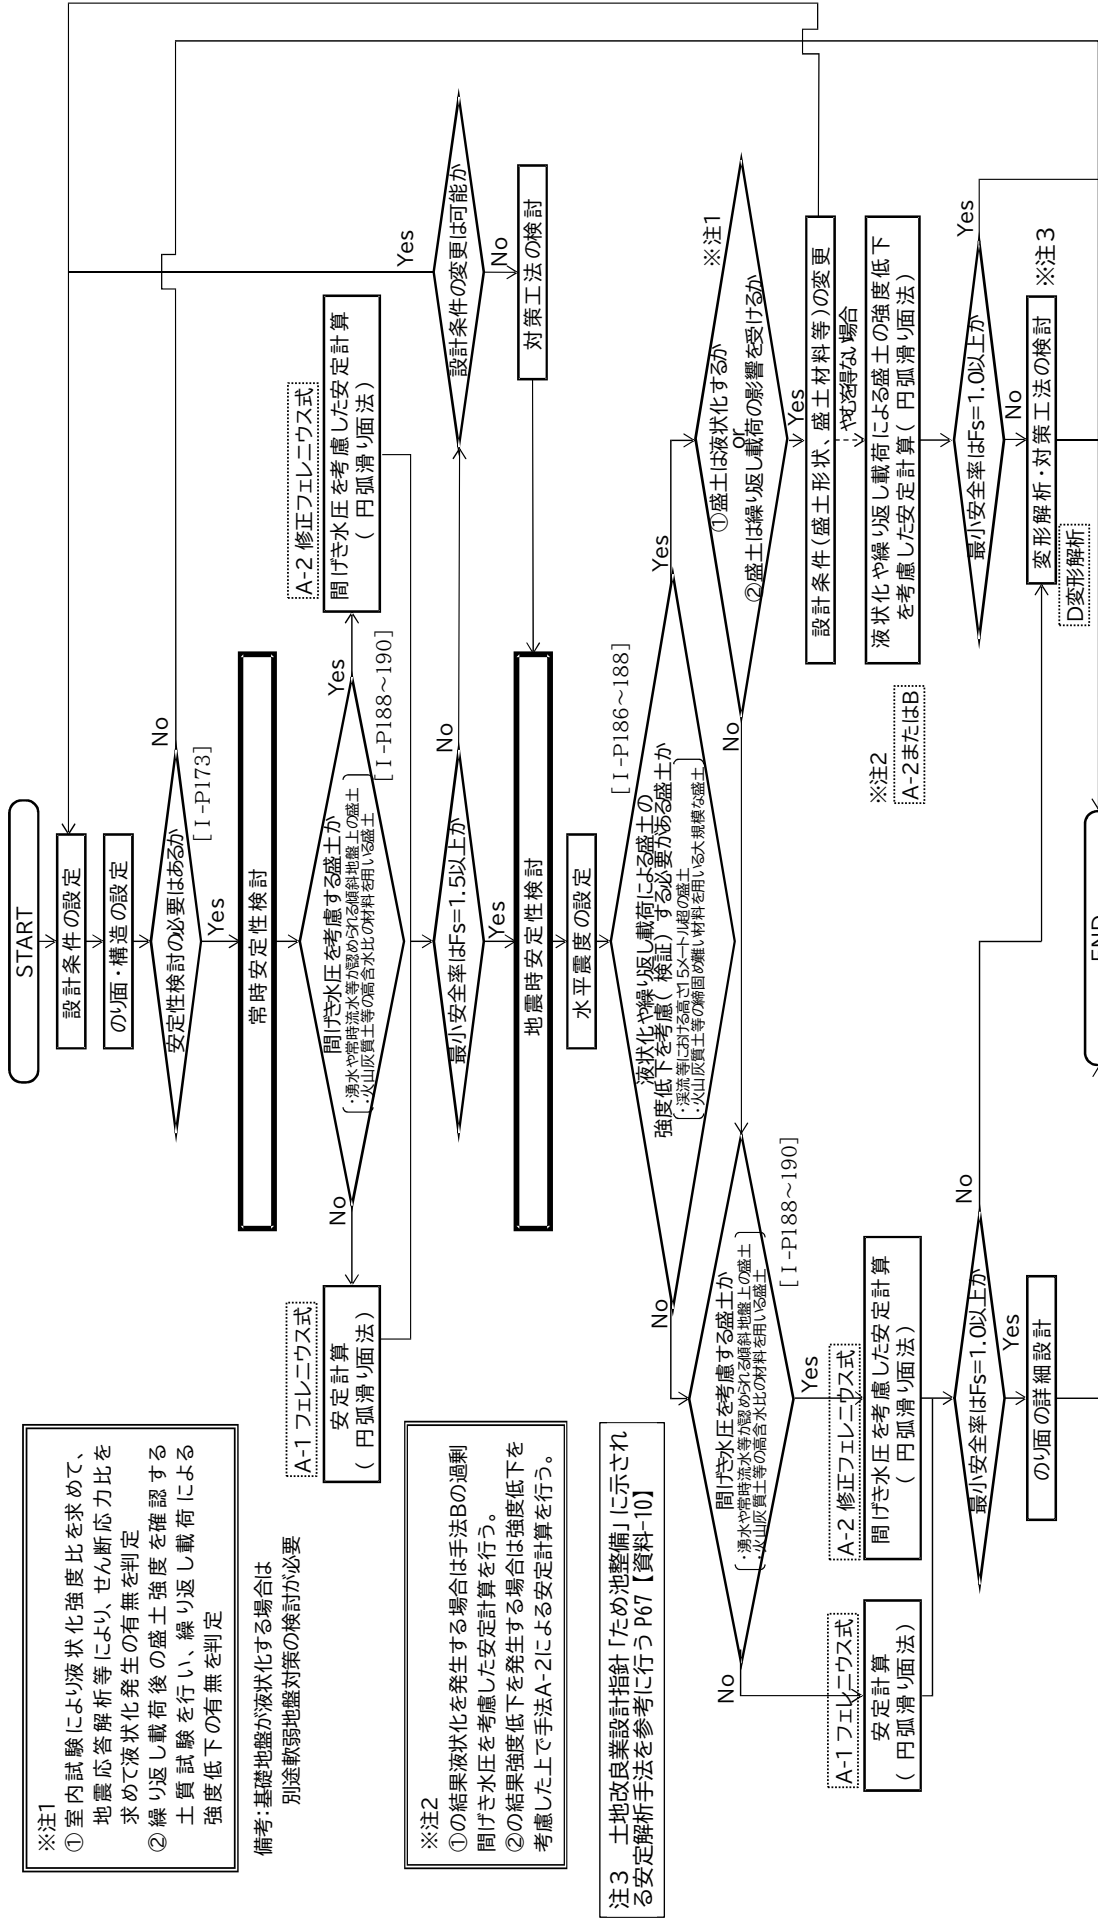 START
設計条件の設定
のり面・構造の設定
安定性検討の必要はあるか
No
[Ⅰ-P173]
Yes
常時安定性検討
間げき水圧を考慮する盛土か
・湧水や常時流水等が認められる傾斜地盤上の盛土
・火山灰質土等の高含水比の材料を用いる盛土
[Ⅰ-P188~190]
No
Yes
A-1 フェレニウス式
安定計算
(円弧滑り面法)
A-2 修正フェレニウス式
間げき水圧を考慮した安定計算
(円弧滑り面法)
最小安全率はFs=1.5以上か
No
Yes
設計条件の変更は可能か
Yes
No
対策工法の検討
地震時安定性検討
水平震度の設定
液状化や繰り返し載荷による盛土の
強度低下を考慮(検証)する必要がある盛土か
・渓流等における高さ15メートル超の盛土
・火山灰質土等の締固め難い材料を用いる大規模な盛土
[Ⅰ-P186~188]
No
Yes
間げき水圧を考慮する盛土か
・湧水や常時流水等が認められる傾斜地盤上の盛土
・火山灰質土等の高含水比の材料を用いる盛土
[Ⅰ-P188~190]
No
Yes
①盛土は液状化するか
or
②盛土は繰り返し載荷の影響を受けるか
※注1
No
Yes
設計条件(盛土形状、盛土材料等)の変更
やむを得ない場合
A-1 フェレニウス式
安定計算
(円弧滑り面法)
A-2 修正フェレニウス式
間げき水圧を考慮した安定計算
(円弧滑り面法)
※注2
A-2またはB
液状化や繰り返し載荷による盛土の強度低下
を考慮した安定計算(円弧滑り面法)
最小安全率はFs=1.0以上か
No
Yes
最小安全率はFs=1.0以上か
Yes
No
のり面の詳細設計
変形解析・対策工法の検討
※注3
D変形解析
END
※注1
① 室内試験により液状化強度比を求めて、
地震応答解析等により、せん断応力比を
求めて液状化発生の有無を判定
② 繰り返し載荷後の盛土強度を確認する
土質試験を行い、繰り返し載荷による
強度低下の有無を判定
備考:基礎地盤が液状化する場合は
別途軟弱地盤対策の検討が必要
※注2
①の結果液状化を発生する場合は手法Bの過剰
間げき水圧を考慮した安定計算を行う。
②の結果強度低下を発生する場合は強度低下を
考慮した上で手法A-2による安定計算を行う。
注3 土地改良業設計指針「ため池整備」に示され
る安定解析手法を参考に行う P67【資料-10】